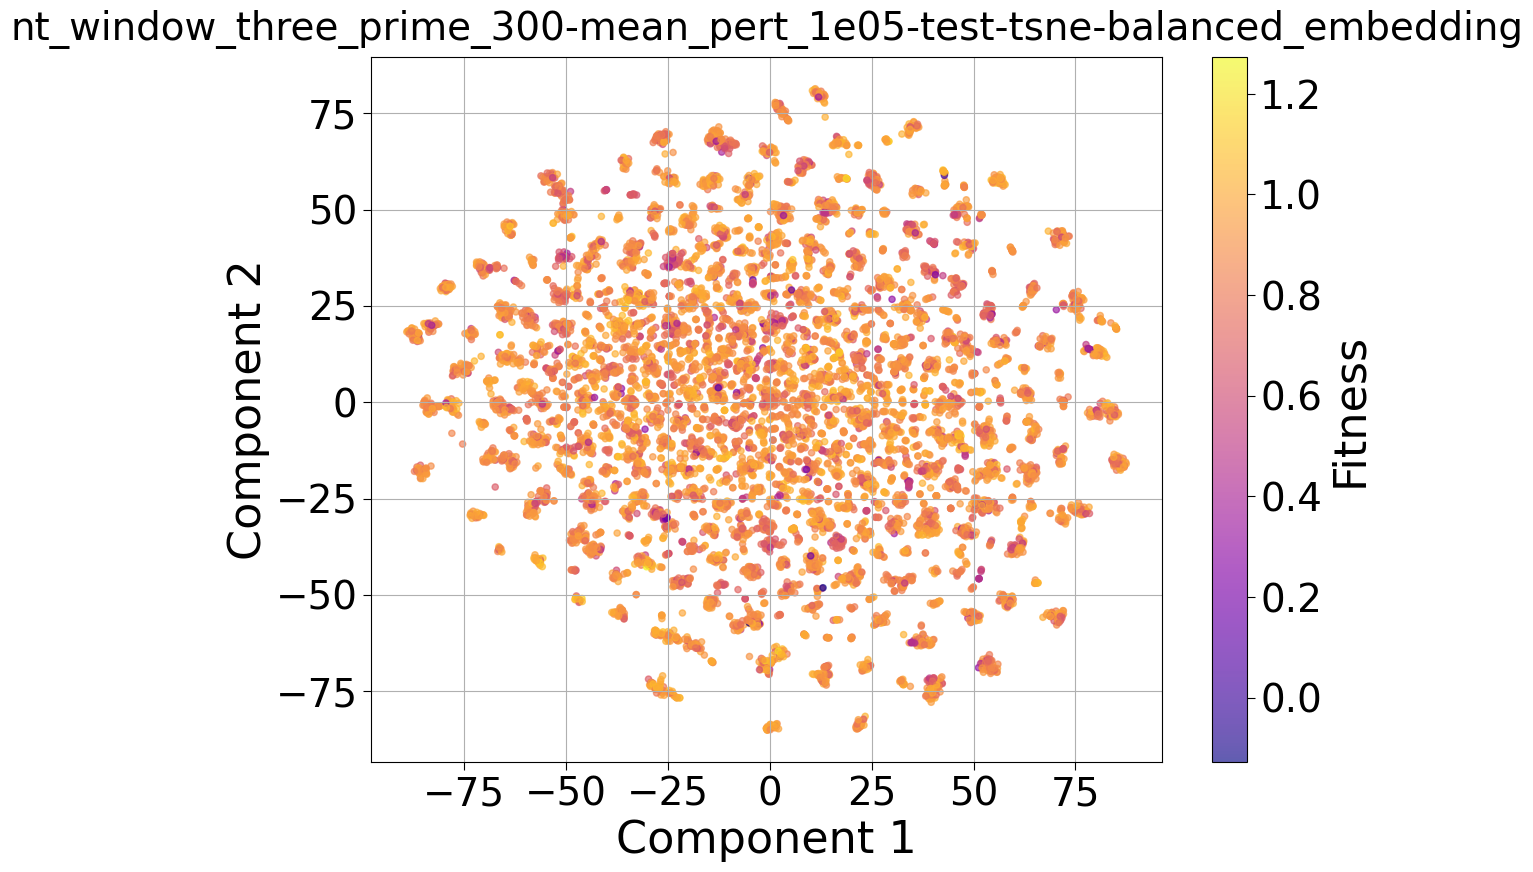 nt_window_three_prime_300-mean_pert_1e05-test-tsne-balanced_embedding
75
50
25
0
−25
−50
−75
Component 2
−75 −50 −25 0 25 50 75
Component 1
1.2
1.0
0.8
0.6
0.4
0.2
0.0
Fitness